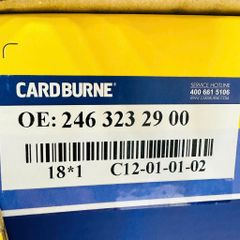 SERVICE HOTLINE
CARDBURNE 400 661 5106
WWW.CARDBURNE.COM
OE: 246 323 29 00
18*1 C12-01-01-02